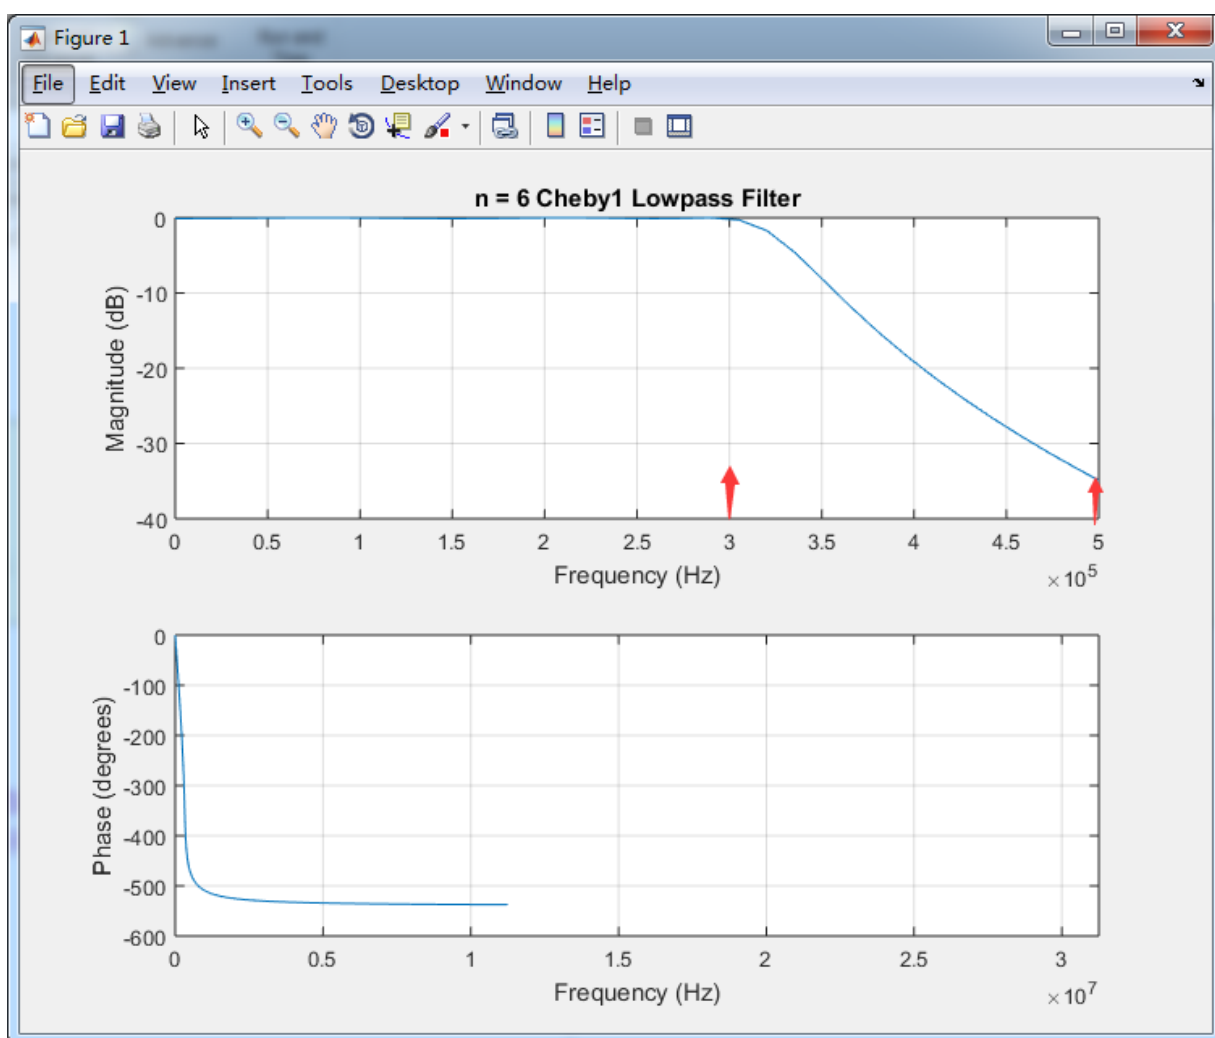 Figure 1
File Edit View Insert Tools Desktop Window Help
n = 6 Cheby1 Lowpass Filter
Magnitude (dB)
0
-10
-20
-30
-40
0 0.5 1 1.5 2 2.5 3 3.5 4 4.5 5
Frequency (Hz)
×10^5
Phase (degrees)
0
-100
-200
-300
-400
-500
-600
0 0.5 1 1.5 2 2.5 3
Frequency (Hz)
×10^7